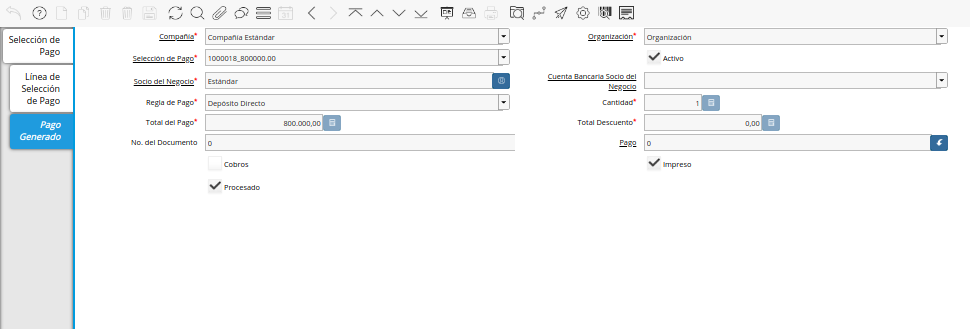 Selección de
Pago
Línea de
Selección
de Pago
Pago
Generado
Compañía* Compañía Estándar
Organización* Organización
Selección de Pago* 1000018_800000.00
Activo
Socio del Negocio* Estándar
Cuenta Bancaria Socio del
Negocio
Regla de Pago* Depósito Directo
Cantidad* 1
Total del Pago* 800.000,00
Total Descuento* 0,00
No. del Documento 0
Pago 0
Cobros
Impreso
Procesado